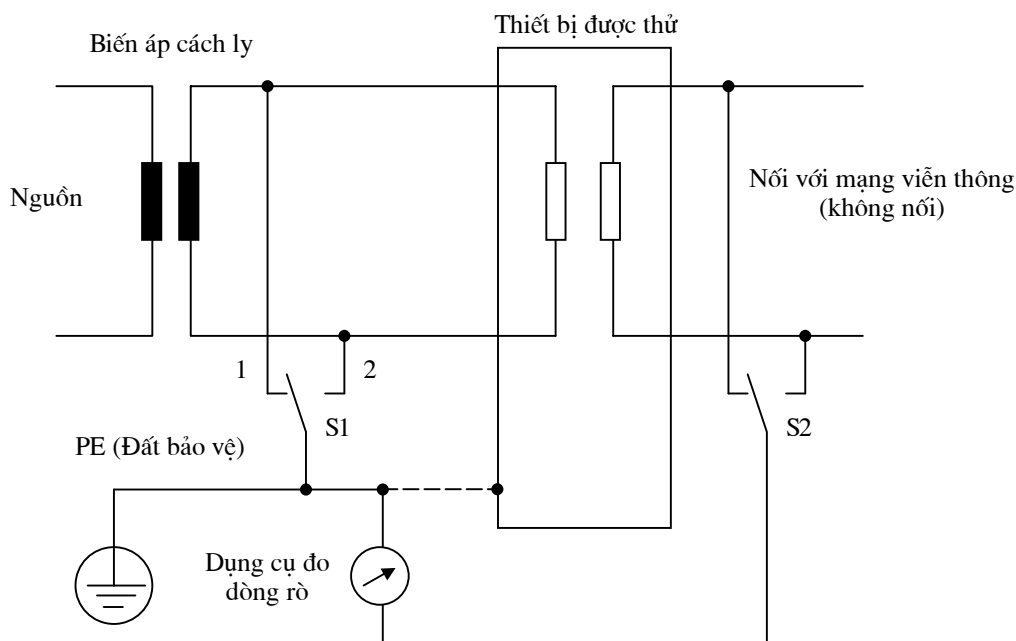 Thiết bị được thử
Biến áp cách ly
Nguồn
Nối với mạng viễn thông
(không nối)
1
2
S1
S2
PE (Đất bảo vệ)
Dụng cụ đo
dòng rò